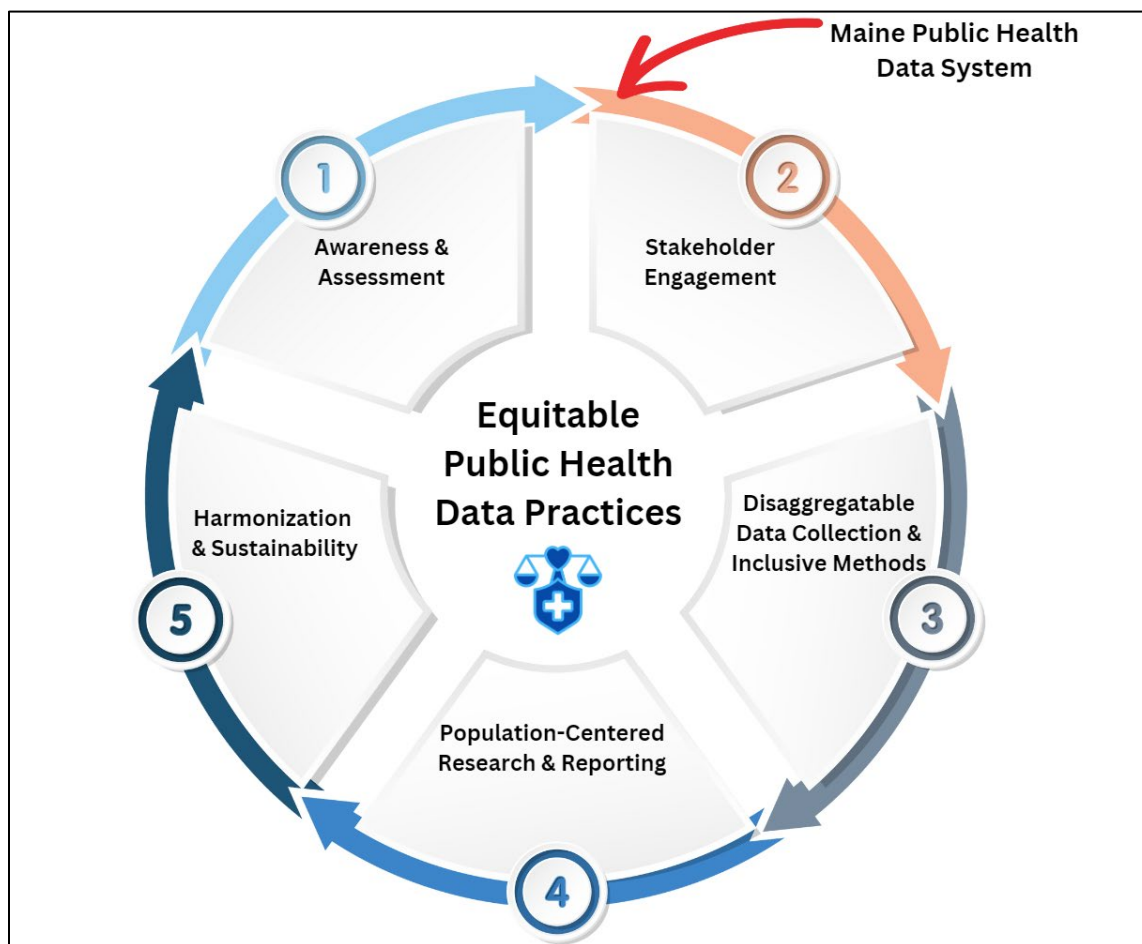 Maine Public Health
Data System
1
Awareness &
Assessment
2
Stakeholder
Engagement
Equitable
Public Health
Data Practices
Disaggregatable
Data Collection &
Inclusive Methods
3
Population-Centered
Research & Reporting
4
Harmonization
& Sustainability
5